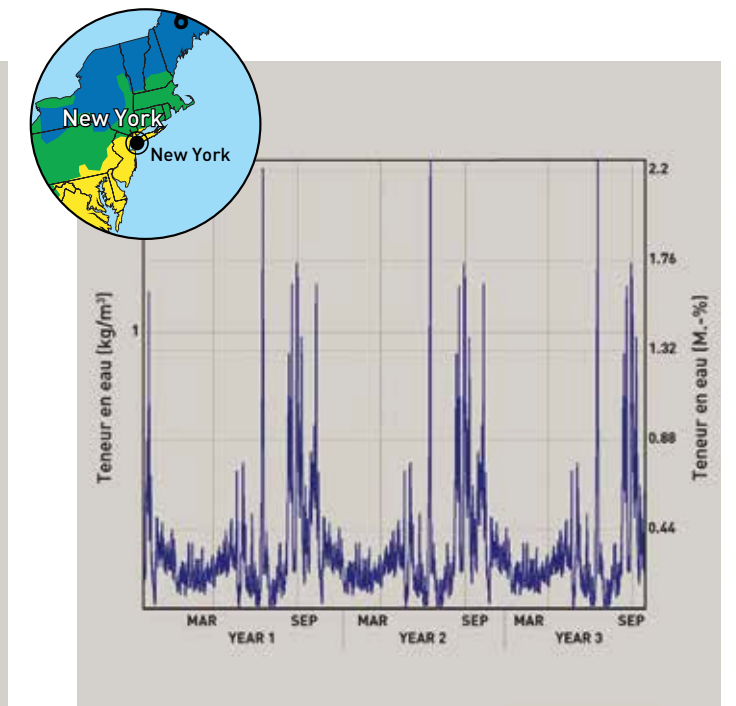 New York
New York
Teneur en eau (kg/m³)
1
2.2
1.76
1.32
0.88
0.44
Teneur en eau (M.-%)
MAR SEP MAR SEP MAR SEP
YEAR 1 YEAR 2 YEAR 3